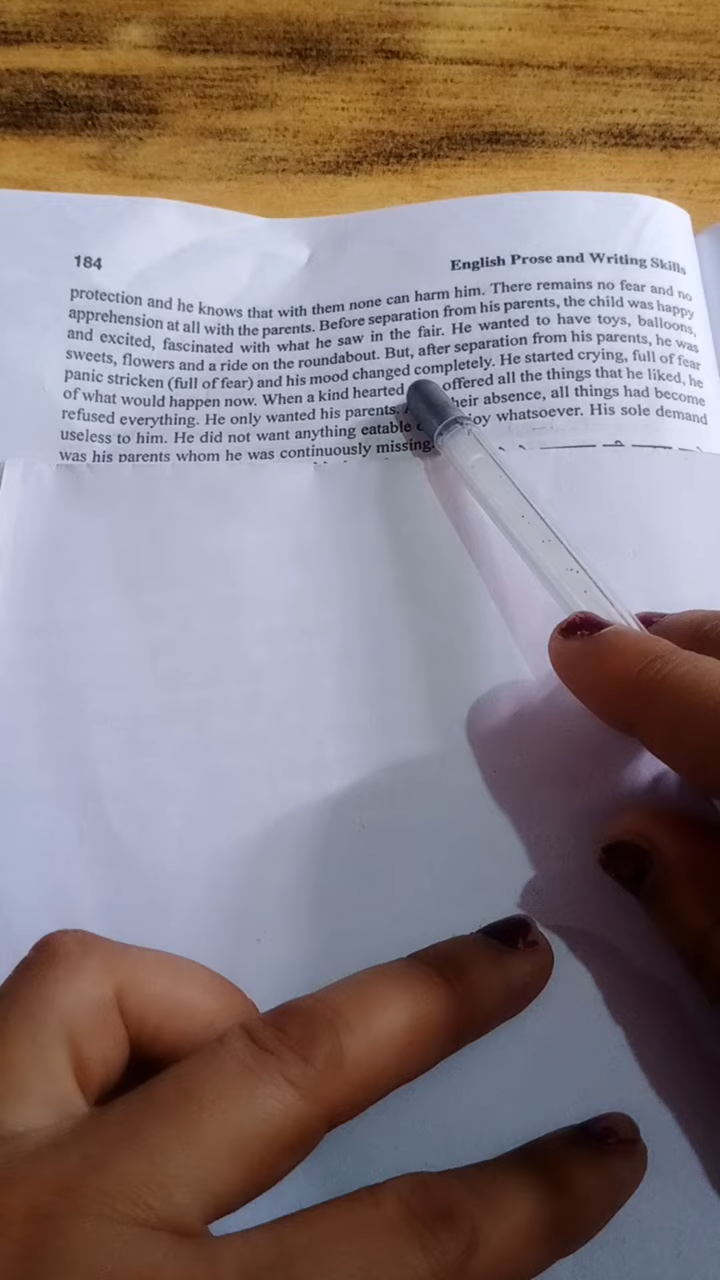 184
English Prose and Writing Skills
protection and he knows that with them none can harm him. There remains no fear and no
apprehension at all with the parents. Before separation from his parents, the child was happy
and excited, fascinated with what he saw in the fair. He wanted to have toys, balloons,
sweets, flowers and a ride on the roundabout. But, after separation from his parents, he was
panic stricken (full of fear) and his mood changed completely. He started crying, full of fear
of what would happen now. When a kind hearted offered all the things that he liked, he
refused everything. He only wanted his parents. heir absence, all things had become
useless to him. He did not want anything eatable oy whatsoever. His sole demand
was his parents whom he was continuously missing.